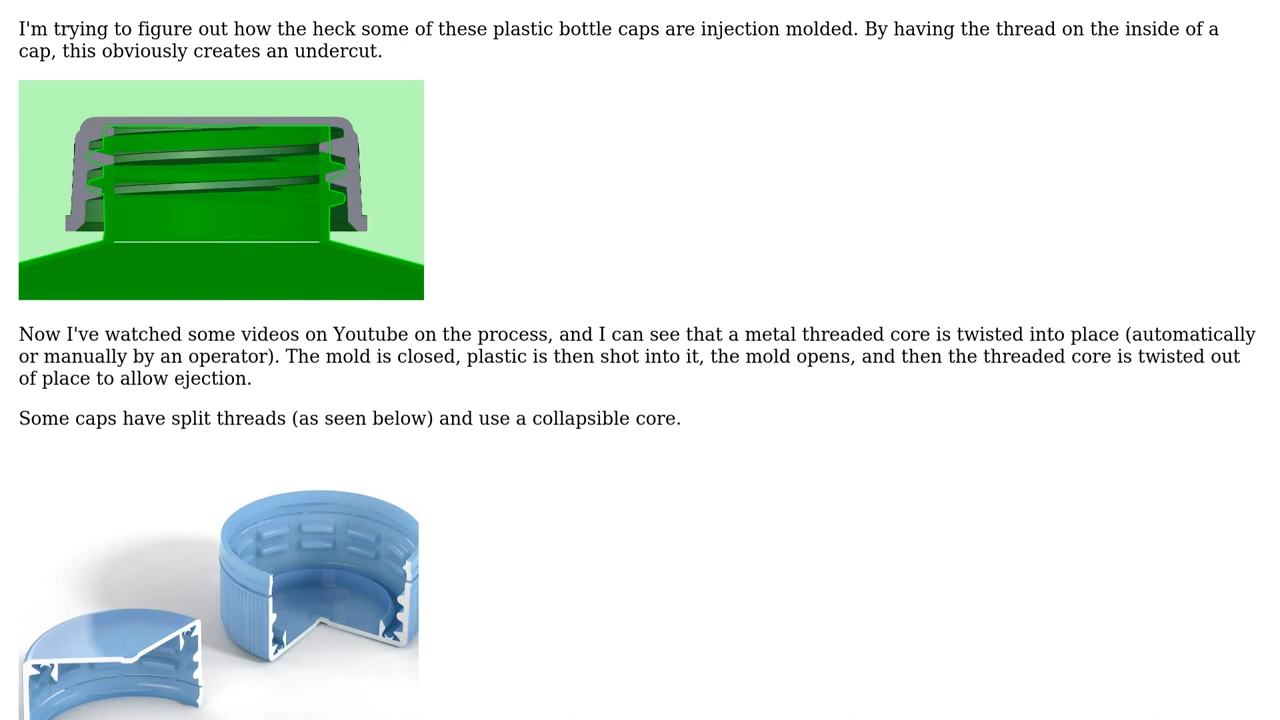 I'm trying to figure out how the heck some of these plastic bottle caps are injection molded. By having the thread on the inside of a
cap, this obviously creates an undercut.
Now I've watched some videos on Youtube on the process, and I can see that a metal threaded core is twisted into place (automatically
or manually by an operator). The mold is closed, plastic is then shot into it, the mold opens, and then the threaded core is twisted out
of place to allow ejection.
Some caps have split threads (as seen below) and use a collapsible core.